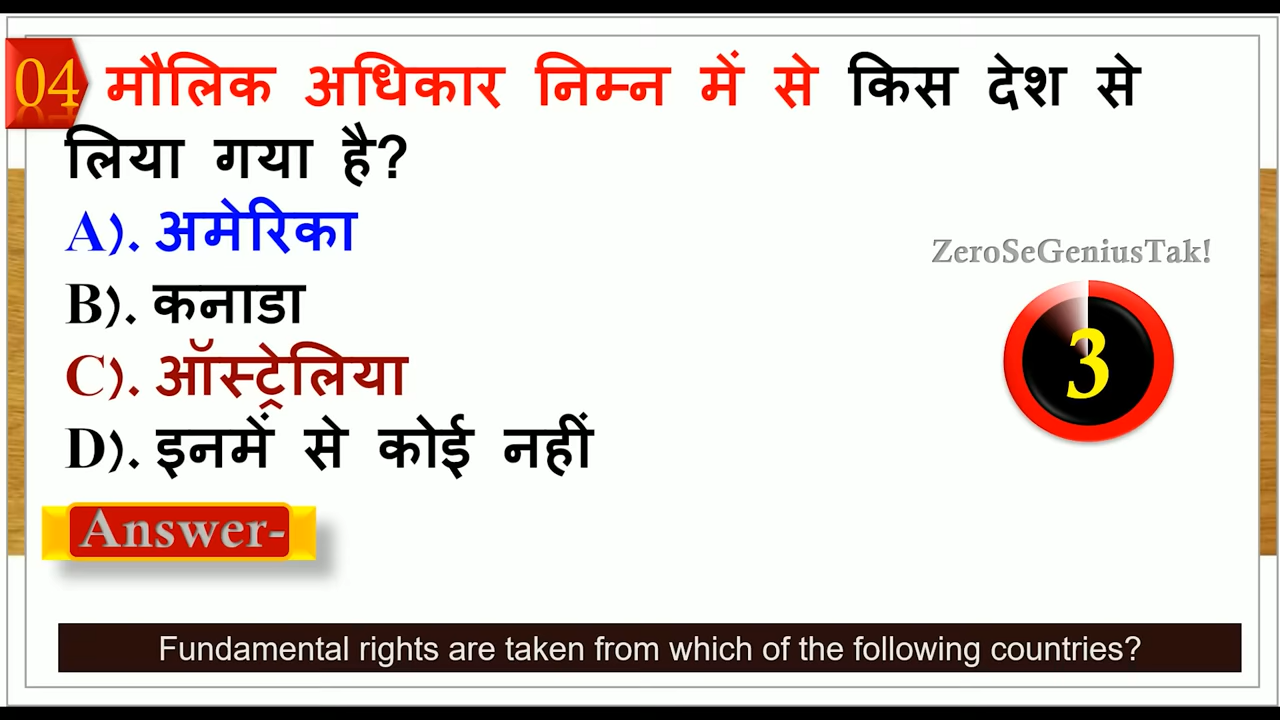 04 मौलिक अधिकार निम्न में से किस देश से
लिया गया है?
A). अमेरिका
B). कनाडा
C). ऑस्ट्रेलिया
D). इनमें से कोई नहीं
ZeroSeGeniusTak!
3
Answer-
Fundamental rights are taken from which of the following countries?